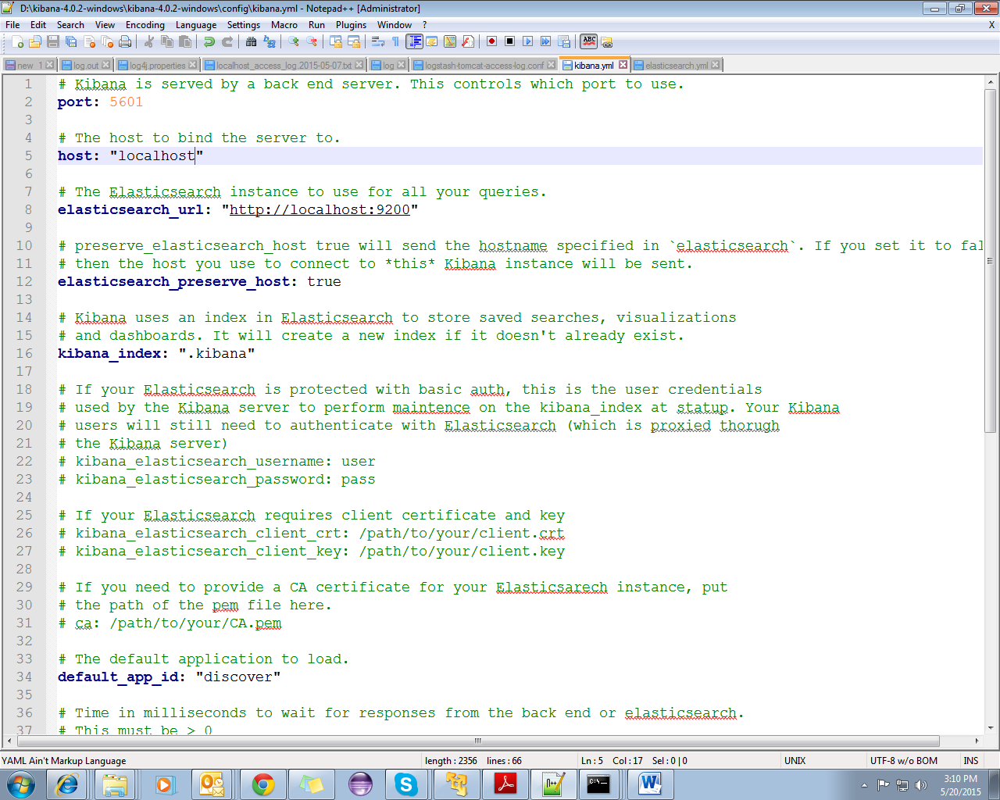 D:\kibana-4.0.2-windows\kibana-4.0.2-windows\config\kibana.yml - Notepad++ [Administrator]
File Edit Search View Encoding Language Settings Macro Run Plugins Window ? X
ABC
new 1 log.out log4j.properties localhost_access_log.2015-05-07.txt log logstash-tomcat-access-log.conf kibana.yml elasticsearch.yml
1 # Kibana is served by a back end server. This controls which port to use.
2 port: 5601
3
4 # The host to bind the server to.
5 host: "localhost"
6
7 # The Elasticsearch instance to use for all your queries.
8 elasticsearch_url: "http://localhost:9200"
9
10 # preserve_elasticsearch_host true will send the hostname specified in `elasticsearch`. If you set it to fal
11 # then the host you use to connect to *this* Kibana instance will be sent.
12 elasticsearch_preserve_host: true
13
14 # Kibana uses an index in Elasticsearch to store saved searches, visualizations
15 # and dashboards. It will create a new index if it doesn't already exist.
16 kibana_index: ".kibana"
17
18 # If your Elasticsearch is protected with basic auth, this is the user credentials
19 # used by the Kibana server to perform maintence on the kibana_index at statup. Your Kibana
20 # users will still need to authenticate with Elasticsearch (which is proxied thorugh
21 # the Kibana server)
22 # kibana_elasticsearch_username: user
23 # kibana_elasticsearch_password: pass
24
25 # If your Elasticsearch requires client certificate and key
26 # kibana_elasticsearch_client_crt: /path/to/your/client.crt
27 # kibana_elasticsearch_client_key: /path/to/your/client.key
28
29 # If you need to provide a CA certificate for your Elasticsarech instance, put
30 # the path of the pem file here.
31 # ca: /path/to/your/CA.pem
32
33 # The default application to load.
34 default_app_id: "discover"
35
36 # Time in milliseconds to wait for responses from the back end or elasticsearch.
37 # This must be > 0
YAML Ain't Markup Language length : 2356 lines : 66 Ln : 5 Col : 17 Sel : 0 | 0 UNIX UTF-8 w/o BOM INS
3:10 PM
5/20/2015